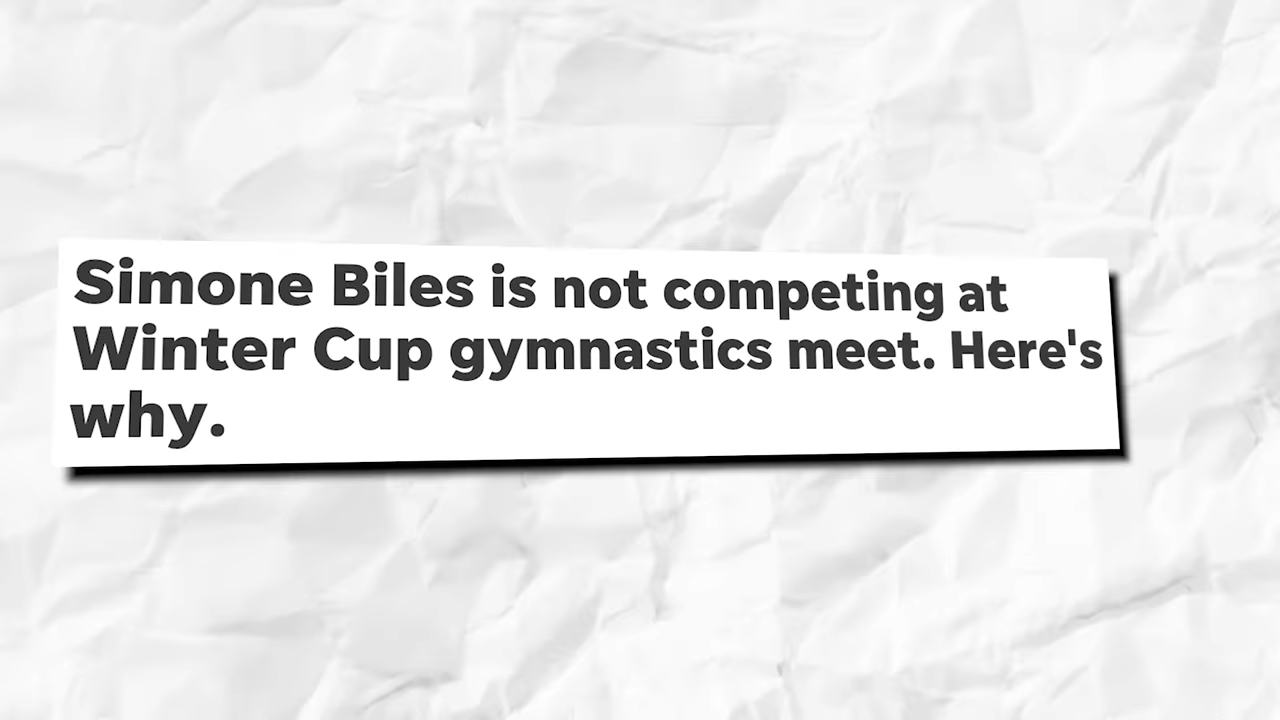 Simone Biles is not competing at
Winter Cup gymnastics meet. Here's
why.